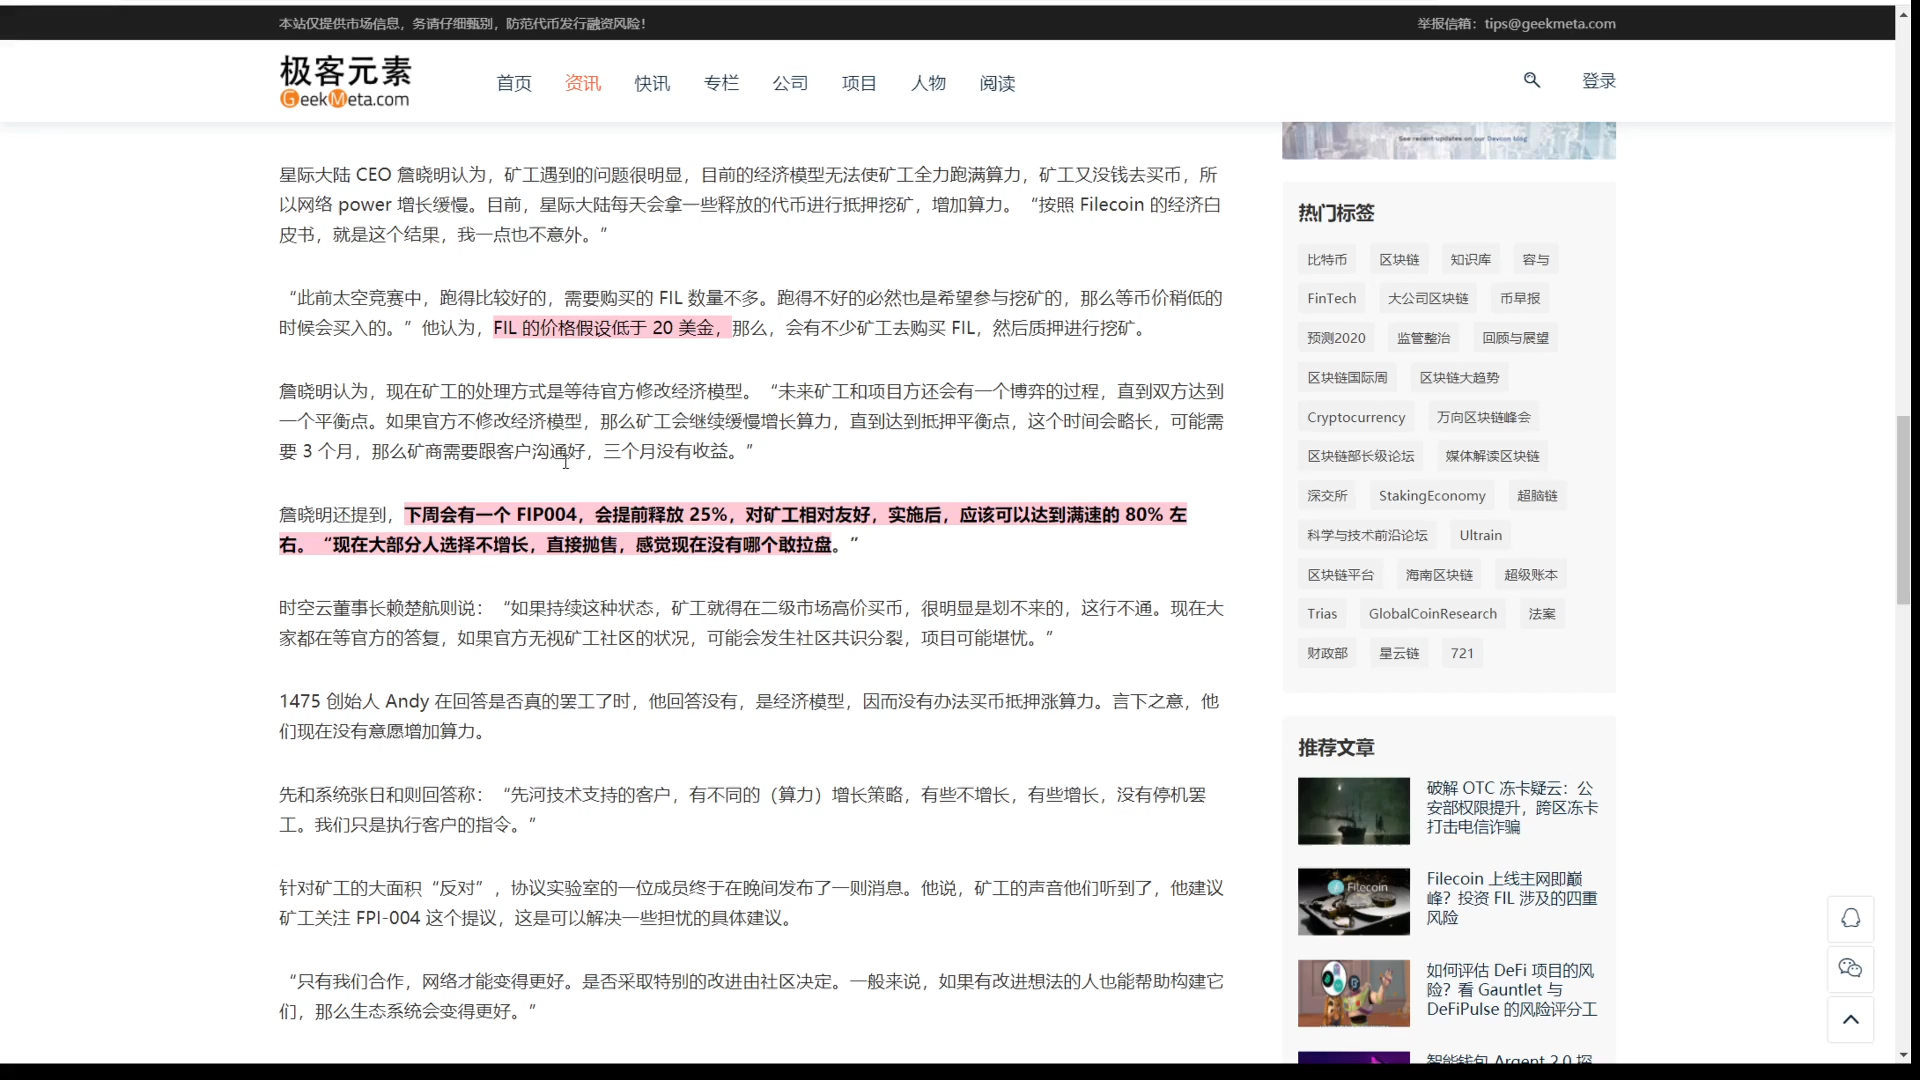 本站仅提供市场信息，务请仔细甄别，防范代币发行融资风险！
举报信箱：tips@geekmeta.com
极客元素
GeekMeta.com
首页 资讯 快讯 专栏 公司 项目 人物 阅读
登录
See recent updates on our Devicon blog
星际大陆 CEO 詹晓明认为，矿工遇到的问题很明显，目前的经济模型无法使矿工全力跑满算力，矿工又没钱去买币，所
以网络 power 增长缓慢。目前，星际大陆每天会拿一些释放的代币进行抵押挖矿，增加算力。“按照 Filecoin 的经济白
皮书，就是这个结果，我一点也不意外。”
“此前太空竞赛中，跑得比较好的，需要购买的 FIL 数量不多。跑得不好的必然也是希望参与挖矿的，那么等币价稍低的
时候会买入的。”他认为，FIL 的价格假设低于 20 美金，那么，会有不少矿工去购买 FIL，然后质押进行挖矿。
詹晓明认为，现在矿工的处理方式是等待官方修改经济模型。“未来矿工和项目方还会有一个博弈的过程，直到双方达到
一个平衡点。如果官方不修改经济模型，那么矿工会继续缓慢增长算力，直到达到抵押平衡点，这个时间会略长，可能需
要 3 个月，那么矿商需要跟客户沟通好，三个月没有收益。”
詹晓明还提到，下周会有一个 FIP004，会提前释放 25%，对矿工相对友好，实施后，应该可以达到满速的 80% 左
右。“现在大部分人选择不增长，直接抛售，感觉现在没有哪个敢拉盘。”
时空云董事长赖楚航则说：“如果持续这种状态，矿工就得在二级市场高价买币，很明显是划不来的，这行不通。现在大
家都在等官方的答复，如果官方无视矿工社区的状况，可能会发生社区共识分裂，项目可能堪忧。”
1475 创始人 Andy 在回答是否真的罢工了时，他回答没有，是经济模型，因而没有办法买币抵押涨算力。言下之意，他
们现在没有意愿增加算力。
先和系统张日和则回答称：“先河技术支持的客户，有不同的（算力）增长策略，有些不增长，有些增长，没有停机罢
工。我们只是执行客户的指令。”
针对矿工的大面积“反对”，协议实验室的一位成员终于在晚间发布了一则消息。他说，矿工的声音他们听到了，他建议
矿工关注 FPI-004 这个提议，这是可以解决一些担忧的具体建议。
“只有我们合作，网络才能变得更好。是否采取特别的改进由社区决定。一般来说，如果有改进想法的人也能帮助构建它
们，那么生态系统会变得更好。”
热门标签
比特币 区块链 知识库 容与
FinTech 大公司区块链 币早报
预测2020 监管整治 回顾与展望
区块链国际周 区块链大趋势
Cryptocurrency 万向区块链峰会
区块链部长级论坛 媒体解读区块链
深交所 StakingEconomy 超脑链
科学与技术前沿论坛 Ultrain
区块链平台 海南区块链 超级账本
Trias GlobalCoinResearch 法案
财政部 星云链 721
推荐文章
破解 OTC 冻卡疑云：公
安部权限提升，跨区冻卡
打击电信诈骗
Filecoin
Filecoin 上线主网即巅
峰？投资 FIL 涉及的四重
风险
如何评估 DeFi 项目的风
险？看 Gauntlet 与
DeFiPulse 的风险评分工
智能钱包 Argent 2.0 探